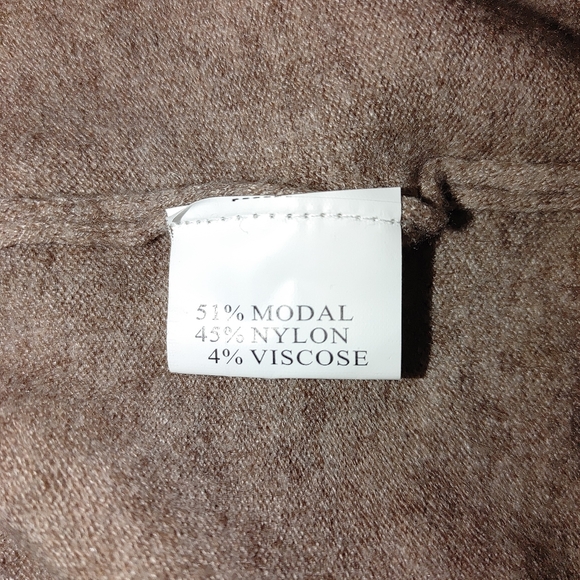 51% MODAL
45% NYLON
4% VISCOSE